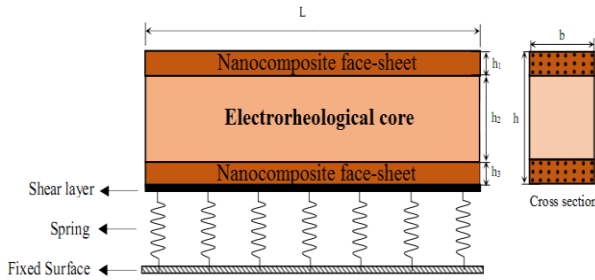 L
b
Nanocomposite face-sheet
h1
Electrorheological core
h2
h
Nanocomposite face-sheet
h3
Shear layer
Cross section
Spring
Fixed Surface